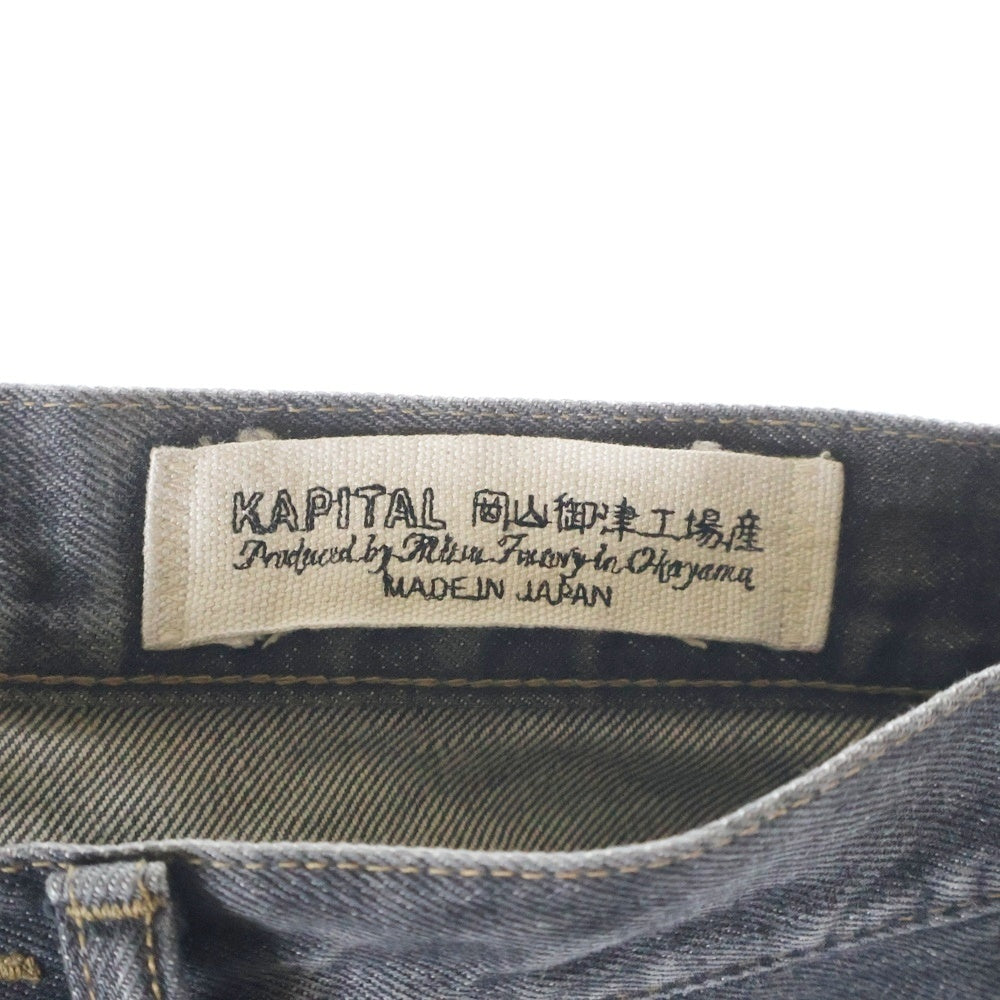 KAPITAL 岡山御津工場産
Produced by Mitsu Factory in Okayama
MADE IN JAPAN